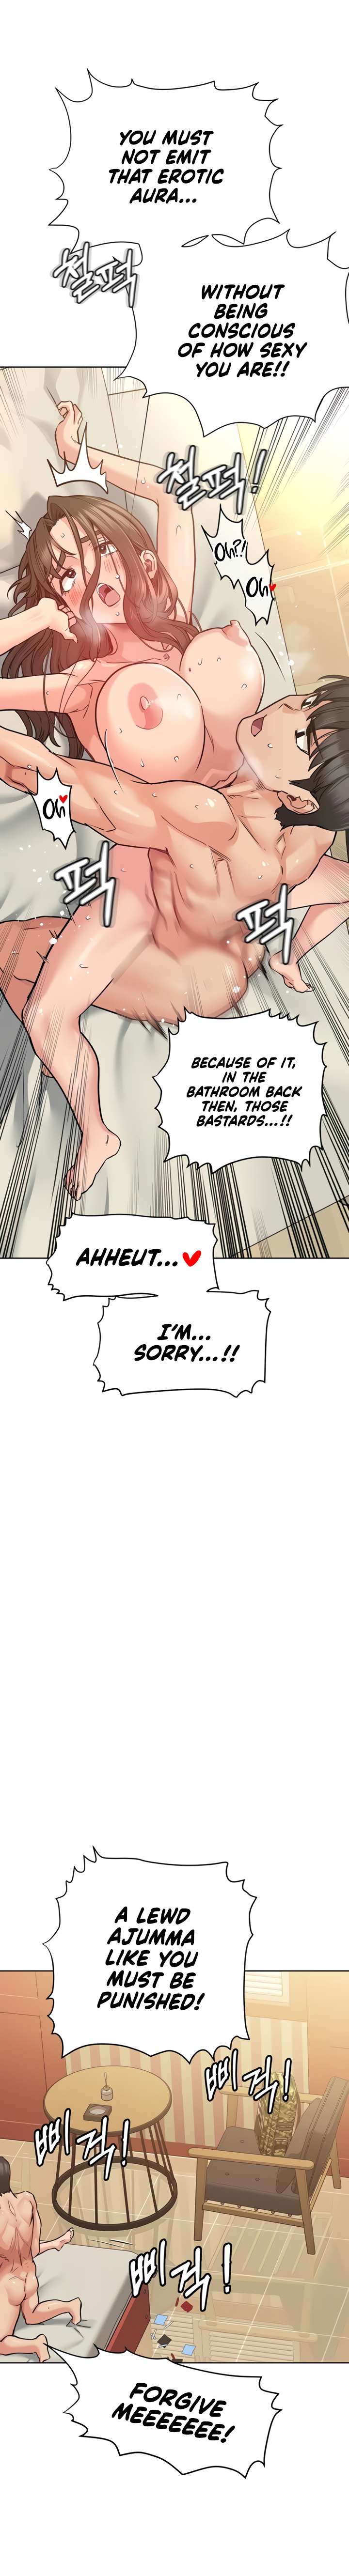 YOU MUST
NOT EMIT
THAT EROTIC
AURA...
철퍽
WITHOUT
BEING
CONSCIOUS
OF HOW SEXY
YOU ARE!!
철퍽!
Oh?!
Oh♥
Oh♥
퍽
퍽
BECAUSE OF IT,
IN THE
BATHROOM BACK
THEN, THOSE
BASTARDS...!!
AHHEUT...♥
I'M...
SORRY...!!
A LEWD
AJUMMA
LIKE YOU
MUST BE
PUNISHED!
삐걱!
삐걱!
삐걱!
FORGIVE
MEEEEEEE!